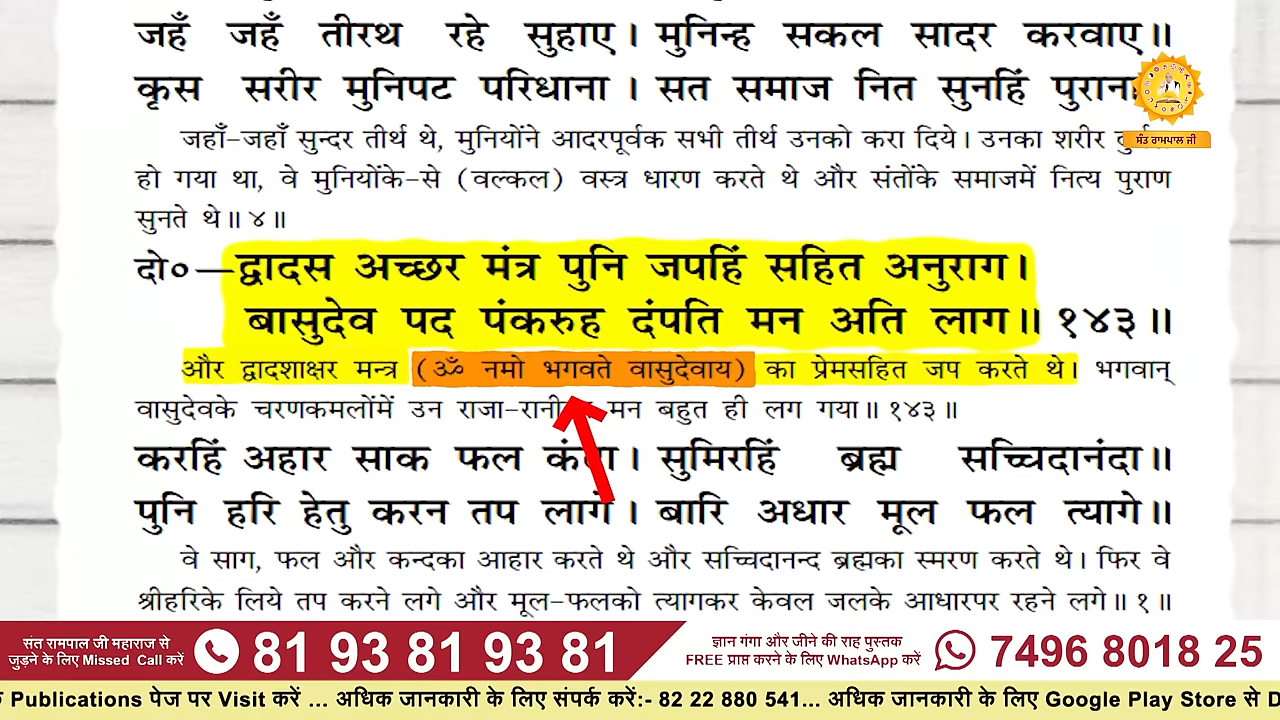 जहँ जहँ तीरथ रहे सुहाए। मुनिन्ह सकल सादर करवाए॥
कृस सरीर मुनिपट परिधाना। सत समाज नित सुनहिं पुराना
ਸੰਤ ਰਾਮਪਾਲ ਜੀ
जहाँ-जहाँ सुन्दर तीर्थ थे, मुनियोंने आदरपूर्वक सभी तीर्थ उनको करा दिये। उनका शरीर
हो गया था, वे मुनियोंके-से (वल्कल) वस्त्र धारण करते थे और संतोंके समाजमें नित्य पुराण
सुनते थे॥ ४॥
दो०—द्वादस अच्छर मंत्र पुनि जपहिं सहित अनुराग।
बासुदेव पद पंकरुह दंपति मन अति लाग॥ १४३॥
और द्वादशाक्षर मन्त्र (ॐ नमो भगवते वासुदेवाय) का प्रेमसहित जप करते थे। भगवान्
वासुदेवके चरणकमलोंमें उन राजा-रानी मन बहुत ही लग गया॥ १४३॥
करहिं अहार साक फल कंदा। सुमिरहिं ब्रह्म सच्चिदानंदा॥
पुनि हरि हेतु करन तप लागे। बारि अधार मूल फल त्यागे॥
वे साग, फल और कन्दका आहार करते थे और सच्चिदानन्द ब्रह्मका स्मरण करते थे। फिर वे
श्रीहरिके लिये तप करने लगे और मूल-फलको त्यागकर केवल जलके आधारपर रहने लगे॥ १॥
संत रामपाल जी महाराज से
जुड़ने के लिए Missed Call करें
81 93 81 93 81
ज्ञान गंगा और जीने की राह पुस्तक
FREE प्राप्त करने के लिए WhatsApp करें
7496 8018 25
Publications पेज पर Visit करें ... अधिक जानकारी के लिए संपर्क करें:- 82 22 880 541... अधिक जानकारी के लिए Google Play Store से D